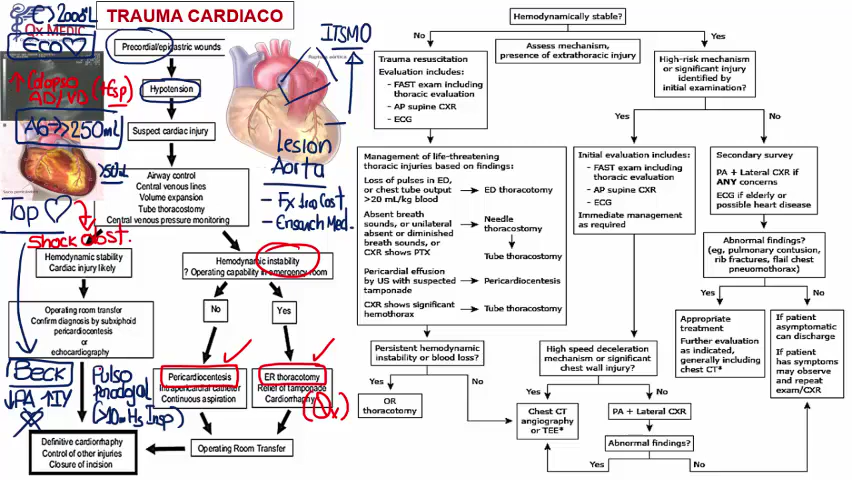 TRAUMA CARDIACO
QX MEDIC
ECO
Precordial/epigastric wounds
Hypotension
Suspect cardiac injury
Airway control
Central venous lines
Volume expansion
Tube thoracostomy
Central venous pressure monitoring
Hemodynamic stability
Cardiac injury likely
Hemodynamic instability
? Operating capability in emergency room
Operating room transfer
Confirm diagnosis by subxiphoid
pericardiocentesis
or
echocardiography
No
Yes
Pericardiocentesis
Intrapericardial catheter
Continuous aspiration
ER thoracotomy
Relief of Tamponade
Cardiorrhaphy
Definitive cardiorrhaphy
Control of other injuries
Closure of incision
Operating Room Transfer
↑ Colapso
AD/VD
AG → >250mL
>50mL
Tap
shock obst.
Beck
↓PA ↑IY
Pulso
(>10mmHg Insp)
(Qx)
ITSMO
Lesion
Aorta
- Fx 1ra Cost.
- Ensanch Med.
Hemodynamically stable?
No
Yes
Trauma resuscitation
Evaluation includes:
- FAST exam including
thoracic evaluation
- AP supine CXR
- ECG
Assess mechanism,
presence of extrathoracic injury
High-risk mechanism
or significant injury
identified by
initial examination?
Yes
No
Management of life-threatening
thoracic injuries based on findings:
Loss of pulses in ED,
or chest tube output
>20 mL/kg blood
ED thoracotomy
Absent breath
sounds, or unilateral
absent or diminished
breath sounds, or
CXR shows PTX
Needle
thoracostomy
Tube thoracostomy
Pericardial effusion
by US with suspected
tamponade
Pericardiocentesis
CXR shows significant
hemothorax
Tube thoracostomy
Initial evaluation includes:
- FAST exam including
thoracic evaluation
- AP supine CXR
- ECG
Immediate management
as required
Secondary survey
PA + Lateral CXR if
ANY concerns
ECG if elderly or
possible heart disease
Abnormal findings?
(eg, pulmonary contusion,
rib fractures, flail chest
pneumomothorax)
Yes
No
Persistent hemodynamic
instability or blood loss?
Yes
No
OR
thoracotomy
High speed deceleration
mechanism or significant
chest wall injury?
Yes
No
Appropriate
treatment
Further evaluation
as indicated,
generally including
chest CT*
If patient
asymptomatic
can discharge
If patient
has symptoms
may observe
and repeat
exam/CXR
Chest CT
angiography
or TEE*
PA + Lateral CXR
Abnormal findings?
Yes
No